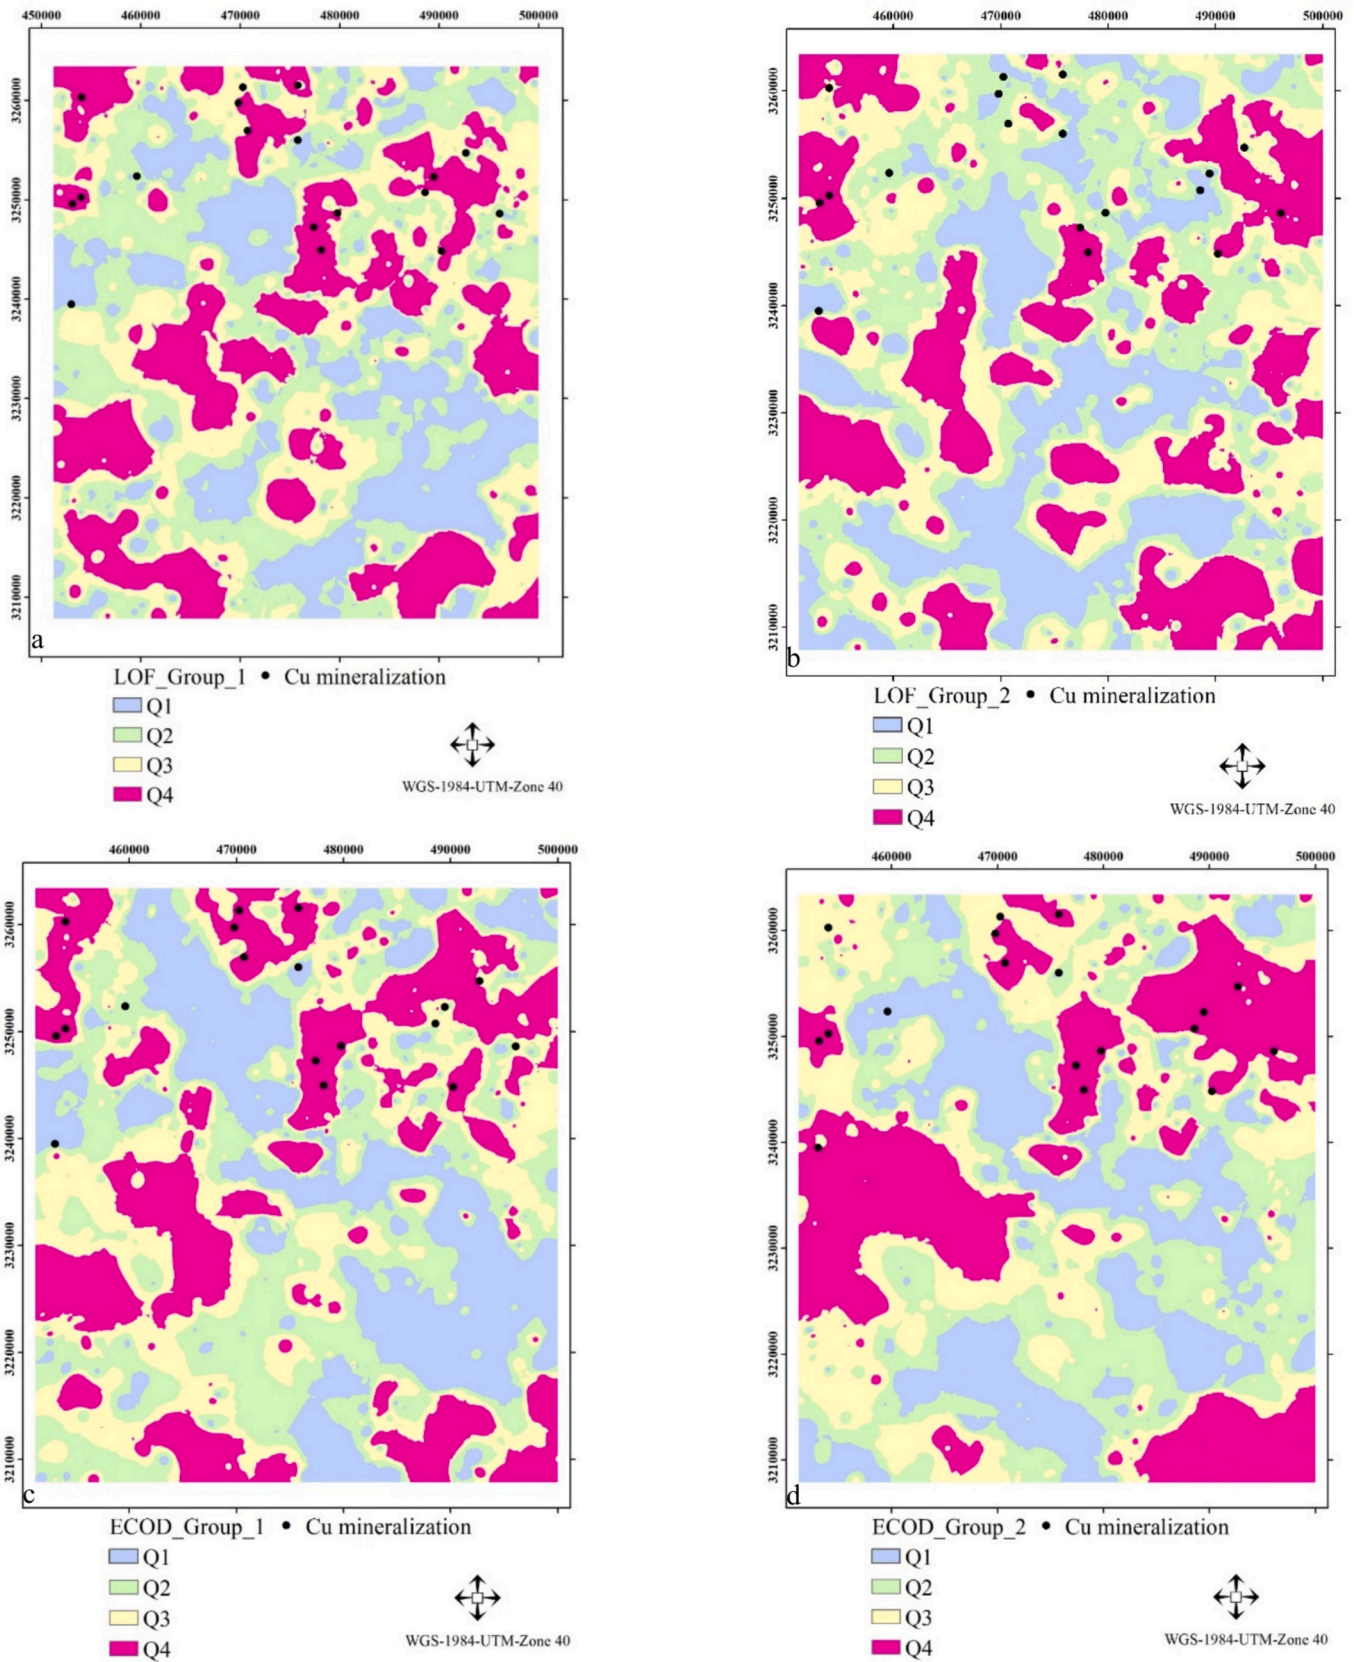 450000 460000 470000 480000 490000 500000
3260000
3250000
3240000
3230000
3220000
3210000
a
LOF_Group_1 • Cu mineralization
Q1
Q2
Q3
Q4
WGS-1984-UTM-Zone 40
460000 470000 480000 490000 500000
3260000
3250000
3240000
3230000
3220000
3210000
b
LOF_Group_2 • Cu mineralization
Q1
Q2
Q3
Q4
WGS-1984-UTM-Zone 40
460000 470000 480000 490000 500000
3260000
3250000
3240000
3230000
3220000
3210000
c
ECOD_Group_1 • Cu mineralization
Q1
Q2
Q3
Q4
WGS-1984-UTM-Zone 40
460000 470000 480000 490000 500000
3260000
3250000
3240000
3230000
3220000
3210000
d
ECOD_Group_2 • Cu mineralization
Q1
Q2
Q3
Q4
WGS-1984-UTM-Zone 40